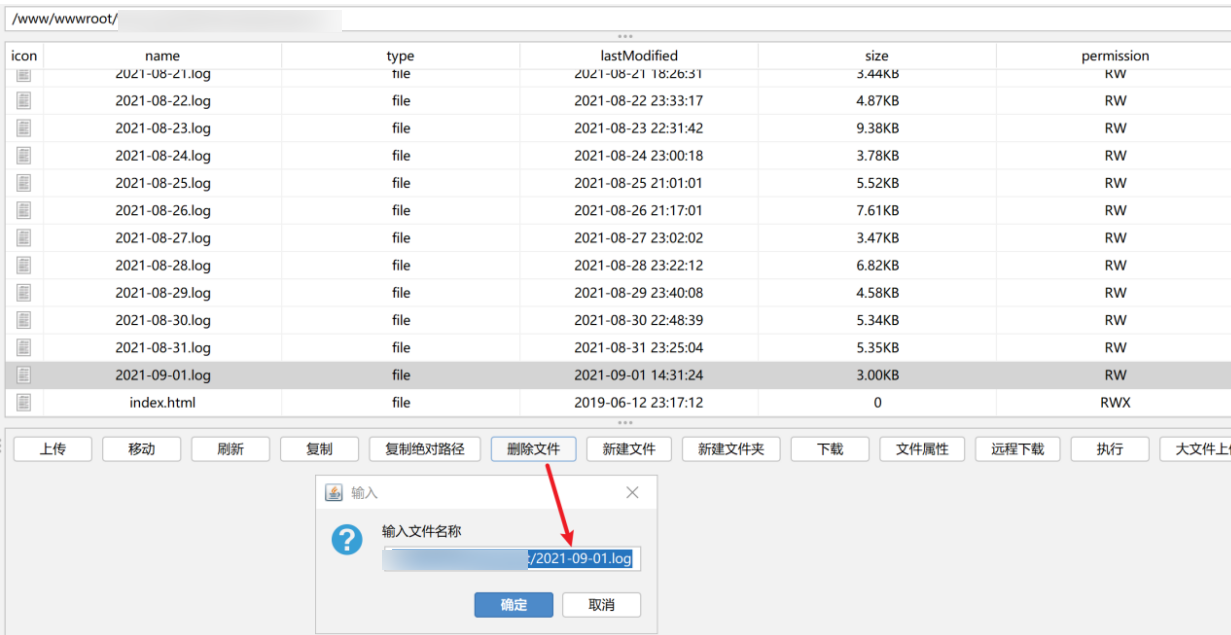 /www/wwwroot/
icon name type lastModified size permission
2021-08-21.log file 2021-08-21 18:26:31 3.44KB RW
2021-08-22.log file 2021-08-22 23:33:17 4.87KB RW
2021-08-23.log file 2021-08-23 22:31:42 9.38KB RW
2021-08-24.log file 2021-08-24 23:00:18 3.78KB RW
2021-08-25.log file 2021-08-25 21:01:01 5.52KB RW
2021-08-26.log file 2021-08-26 21:17:01 7.61KB RW
2021-08-27.log file 2021-08-27 23:02:02 3.47KB RW
2021-08-28.log file 2021-08-28 23:22:12 6.82KB RW
2021-08-29.log file 2021-08-29 23:40:08 4.58KB RW
2021-08-30.log file 2021-08-30 22:48:39 5.34KB RW
2021-08-31.log file 2021-08-31 23:25:04 5.35KB RW
2021-09-01.log file 2021-09-01 14:31:24 3.00KB RW
index.html file 2019-06-12 23:17:12 0 RWX
上传 移动 刷新 复制 复制绝对路径 删除文件 新建文件 新建文件夹 下载 文件属性 远程下载 执行 大文件上
输入
输入文件名称
/2021-09-01.log
确定 取消